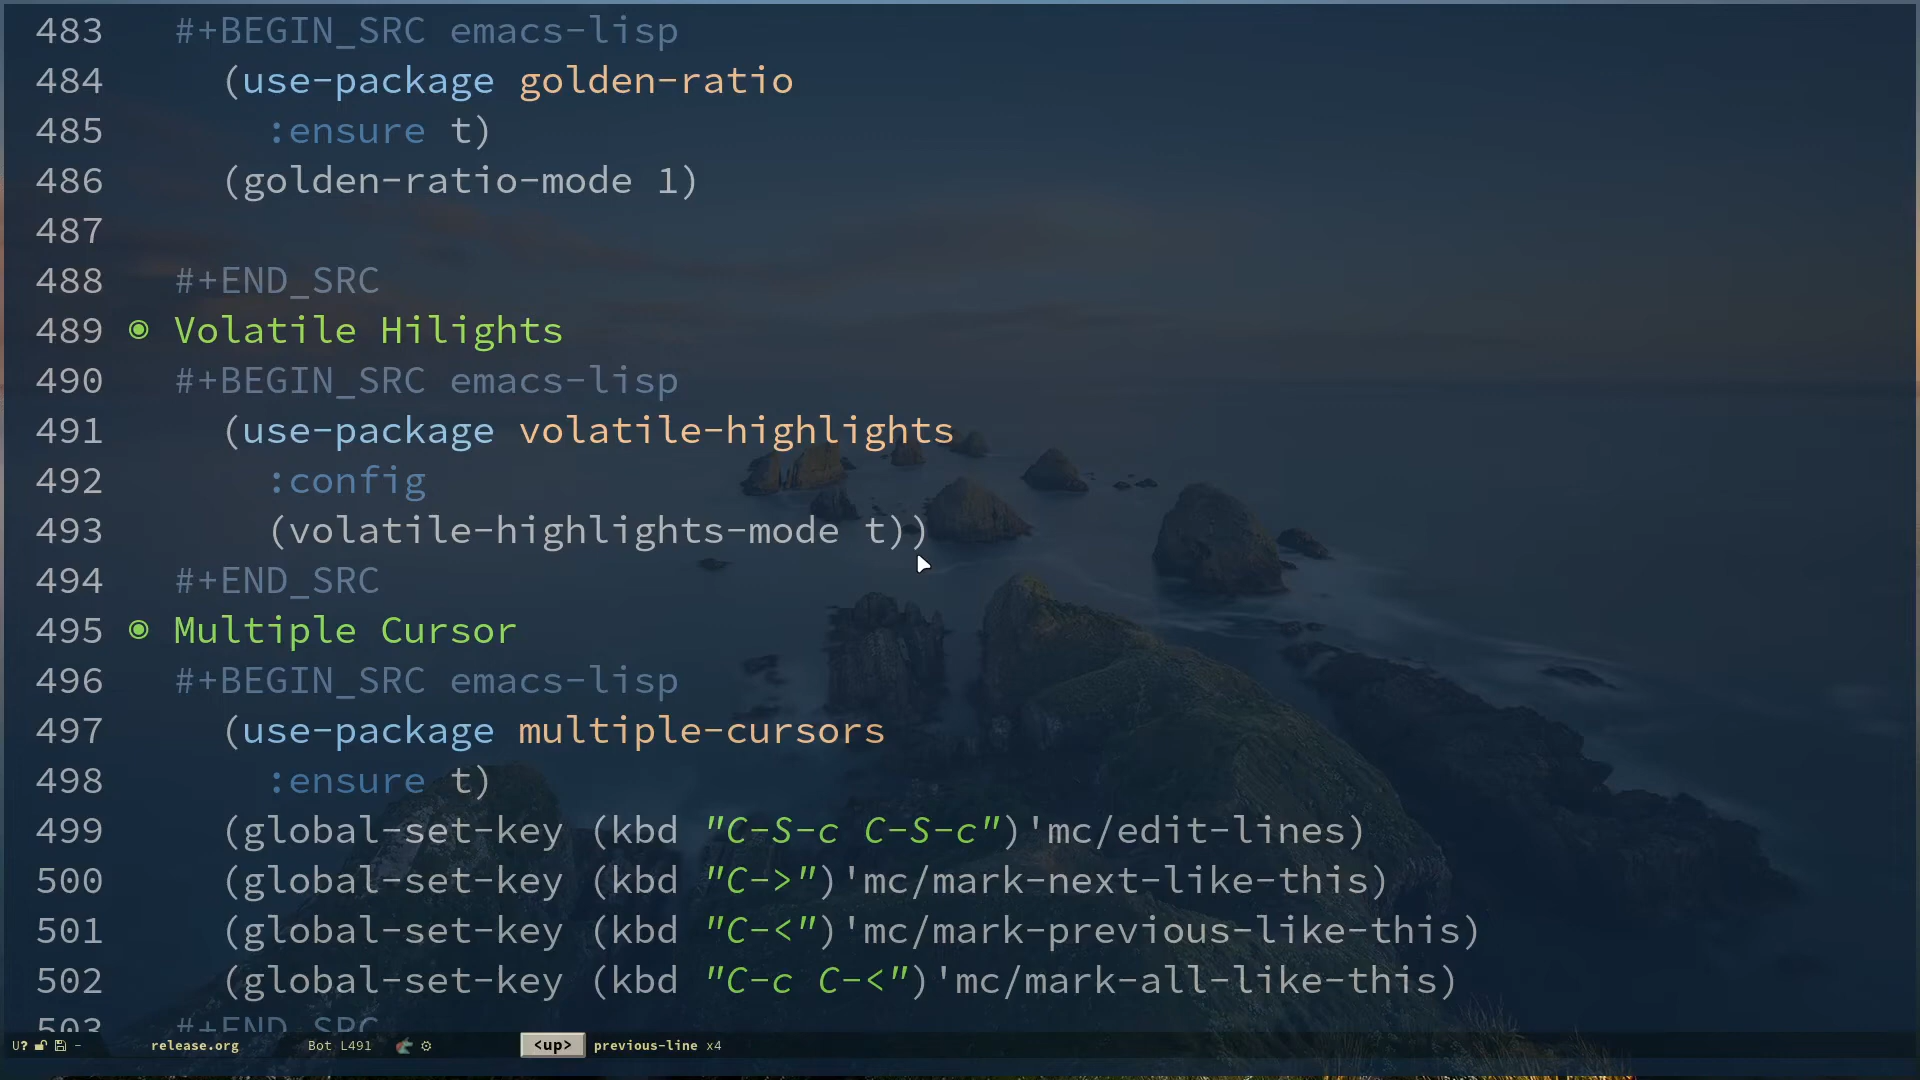 483 #+BEGIN_SRC emacs-lisp
484 (use-package golden-ratio
485 :ensure t)
486 (golden-ratio-mode 1)
487
488 #+END_SRC
489 ◉ Volatile Hilights
490 #+BEGIN_SRC emacs-lisp
491 (use-package volatile-highlights
492 :config
493 (volatile-highlights-mode t))
494 #+END_SRC
495 ◉ Multiple Cursor
496 #+BEGIN_SRC emacs-lisp
497 (use-package multiple-cursors
498 :ensure t)
499 (global-set-key (kbd "C-S-c C-S-c")'mc/edit-lines)
500 (global-set-key (kbd "C->")'mc/mark-next-like-this)
501 (global-set-key (kbd "C-<")'mc/mark-previous-like-this)
502 (global-set-key (kbd "C-c C-<")'mc/mark-all-like-this)
503 #+END_SRC
U? - release.org Bot L491 <up> previous-line x4